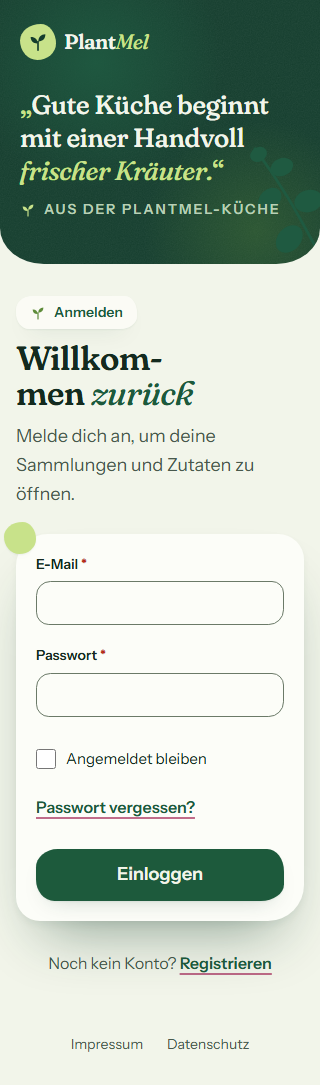 PlantMel
„Gute Küche beginnt
mit einer Handvoll
frischer Kräuter.“
AUS DER PLANTMEL-KÜCHE
Anmelden
Willkom-
men zurück
Melde dich an, um deine
Sammlungen und Zutaten zu
öffnen.
E-Mail *
Passwort *
Angemeldet bleiben
Passwort vergessen?
Einloggen
Noch kein Konto? Registrieren
Impressum Datenschutz